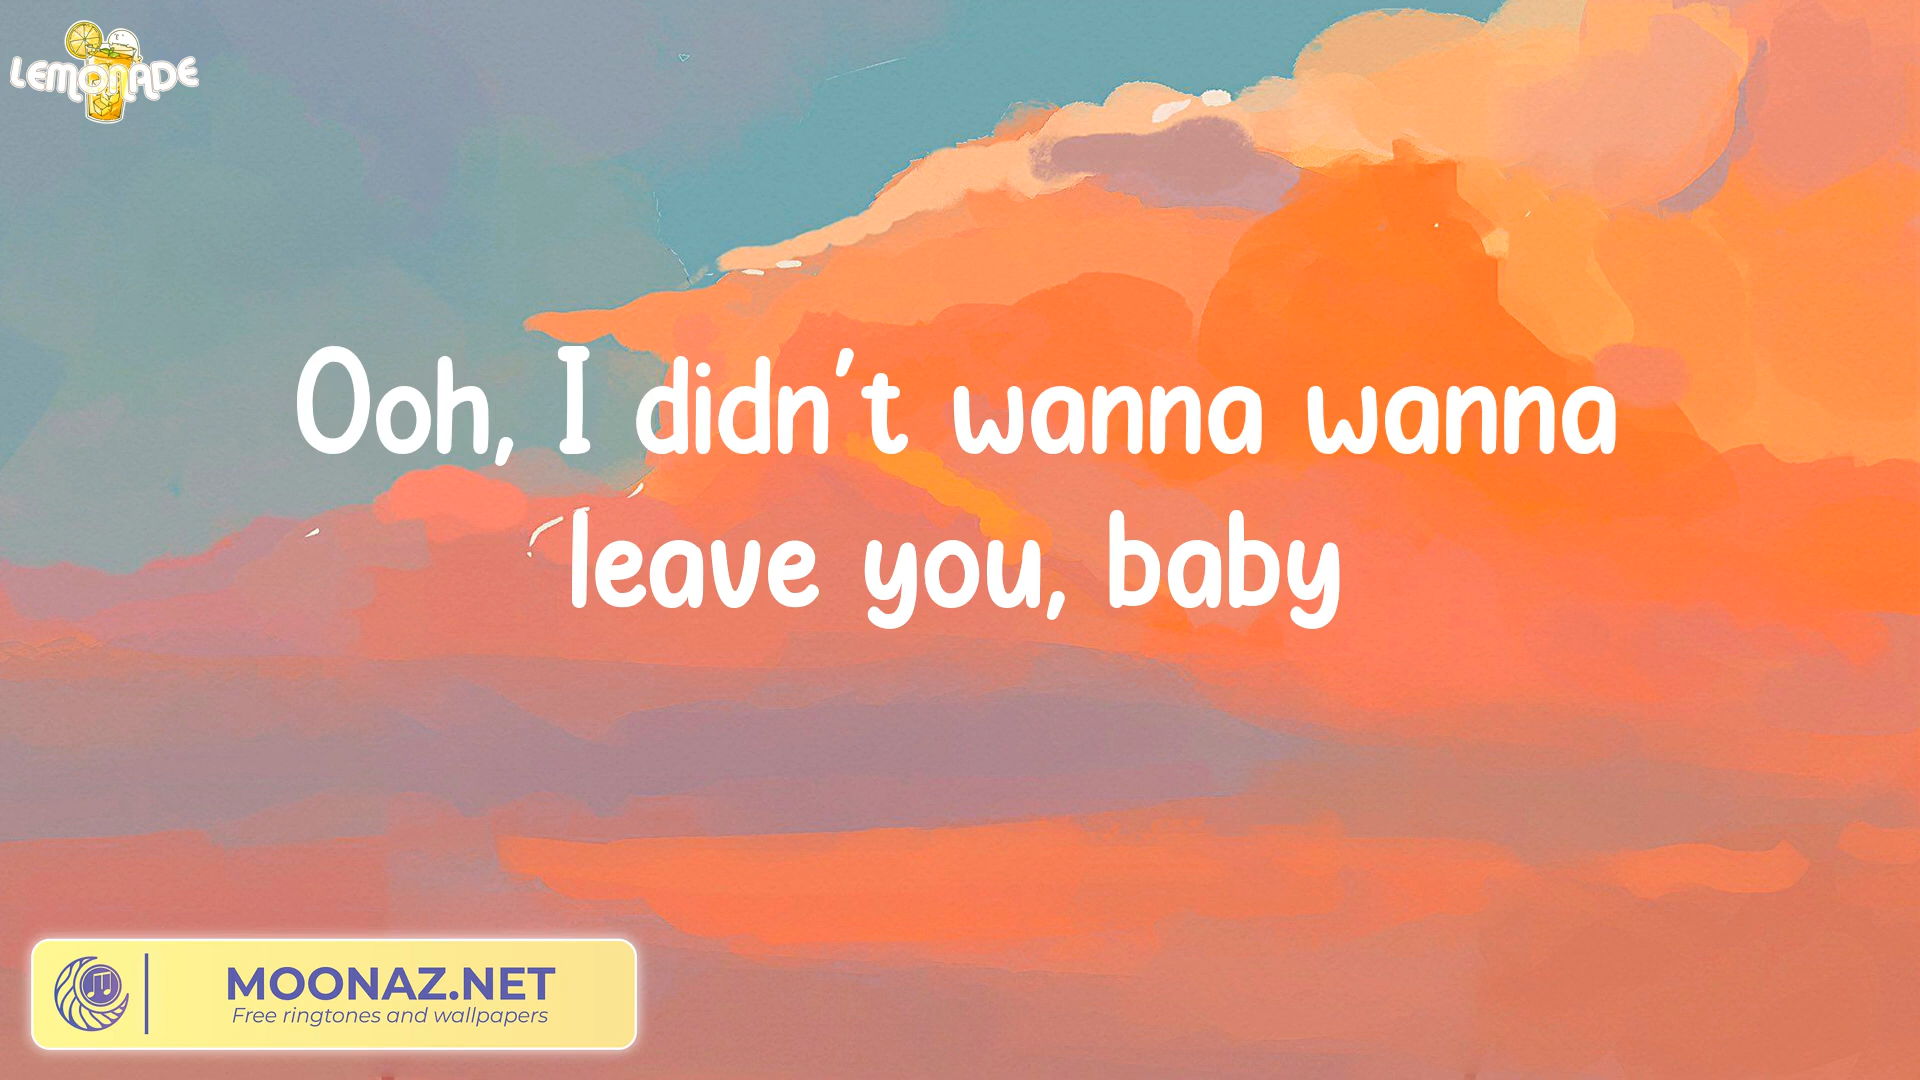 LEMONADE
Ooh, I didn't wanna wanna
leave you, baby
MOONAZ.NET
Free ringtones and wallpapers